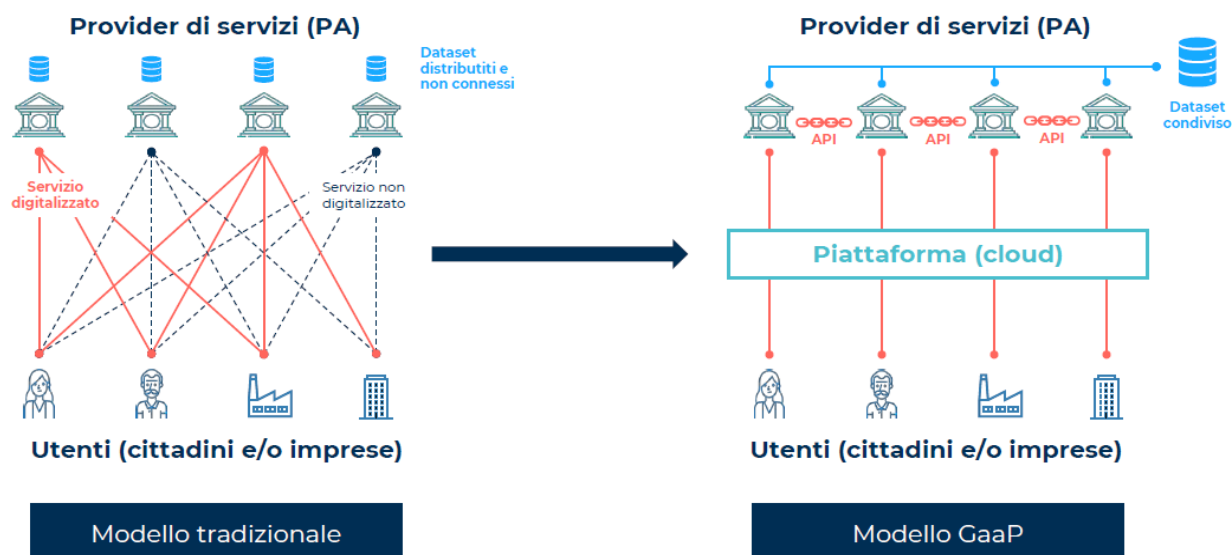 Provider di servizi (PA)
Dataset
distributiti e
non connessi
Servizio
digitalizzato
Servizio non
digitalizzato
Utenti (cittadini e/o imprese)
Modello tradizionale
Provider di servizi (PA)
Dataset
condiviso
API
API
API
Piattaforma (cloud)
Utenti (cittadini e/o imprese)
Modello GaaP